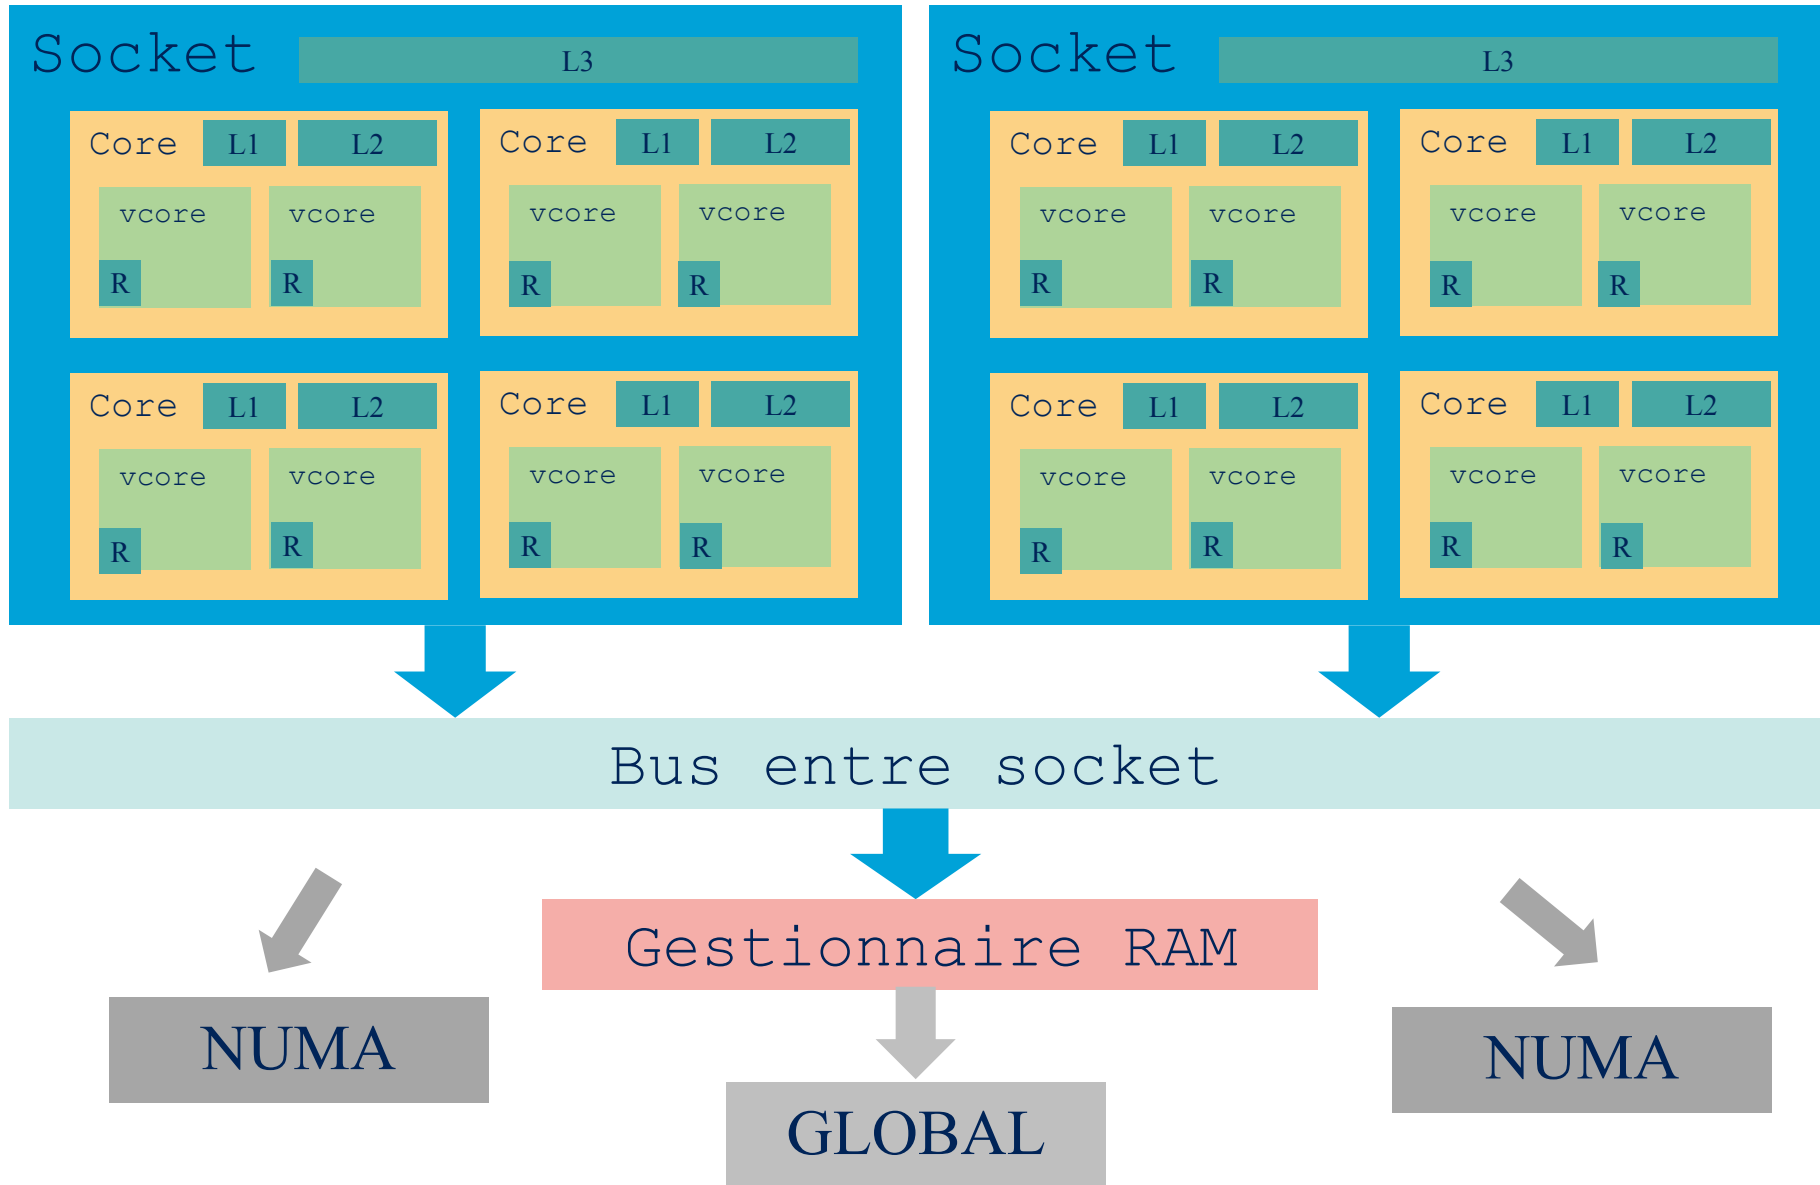 Socket L3
Core L1 L2
vcore vcore
R R
Core L1 L2
vcore vcore
R R
Core L1 L2
vcore vcore
R R
Core L1 L2
vcore vcore
R R
Socket L3
Core L1 L2
vcore vcore
R R
Core L1 L2
vcore vcore
R R
Core L1 L2
vcore vcore
R R
Core L1 L2
vcore vcore
R R
Bus entre socket
Gestionnaire RAM
NUMA
GLOBAL
NUMA